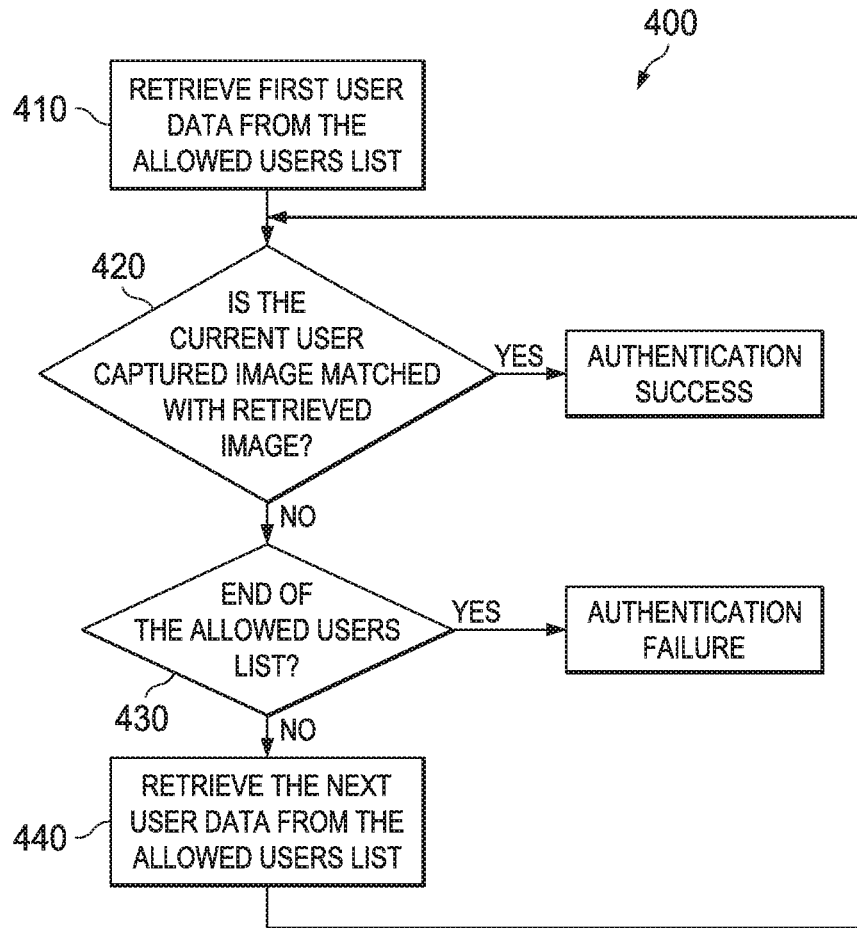 400
410
RETRIEVE FIRST USER
DATA FROM THE
ALLOWED USERS LIST
420
IS THE
CURRENT USER
CAPTURED IMAGE MATCHED
WITH RETRIEVED
IMAGE?
YES
AUTHENTICATION
SUCCESS
NO
END OF
THE ALLOWED USERS
LIST?
YES
AUTHENTICATION
FAILURE
430
NO
440
RETRIEVE THE NEXT
USER DATA FROM THE
ALLOWED USERS LIST